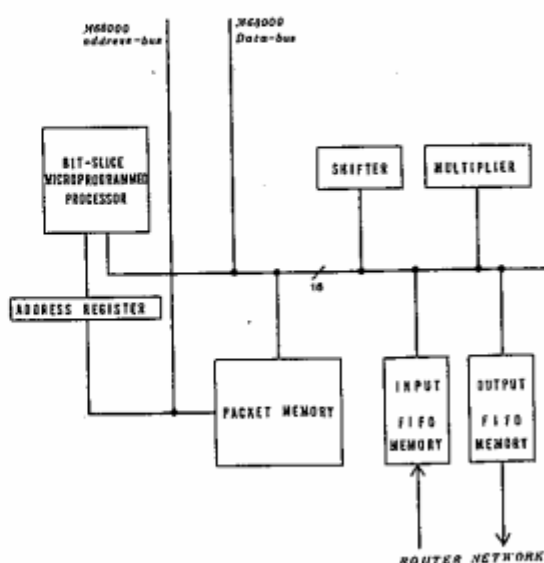 M68000
address-bus
M68000
Data-bus
BIT-SLICE
MICROPROGRAMMED
PROCESSOR
SHIFTER
MULTIPLIER
16
ADDRESS REGISTER
PACKET MEMORY
INPUT
FIFO
MEMORY
OUTPUT
FIFO
MEMORY
ROUTER NETWORK